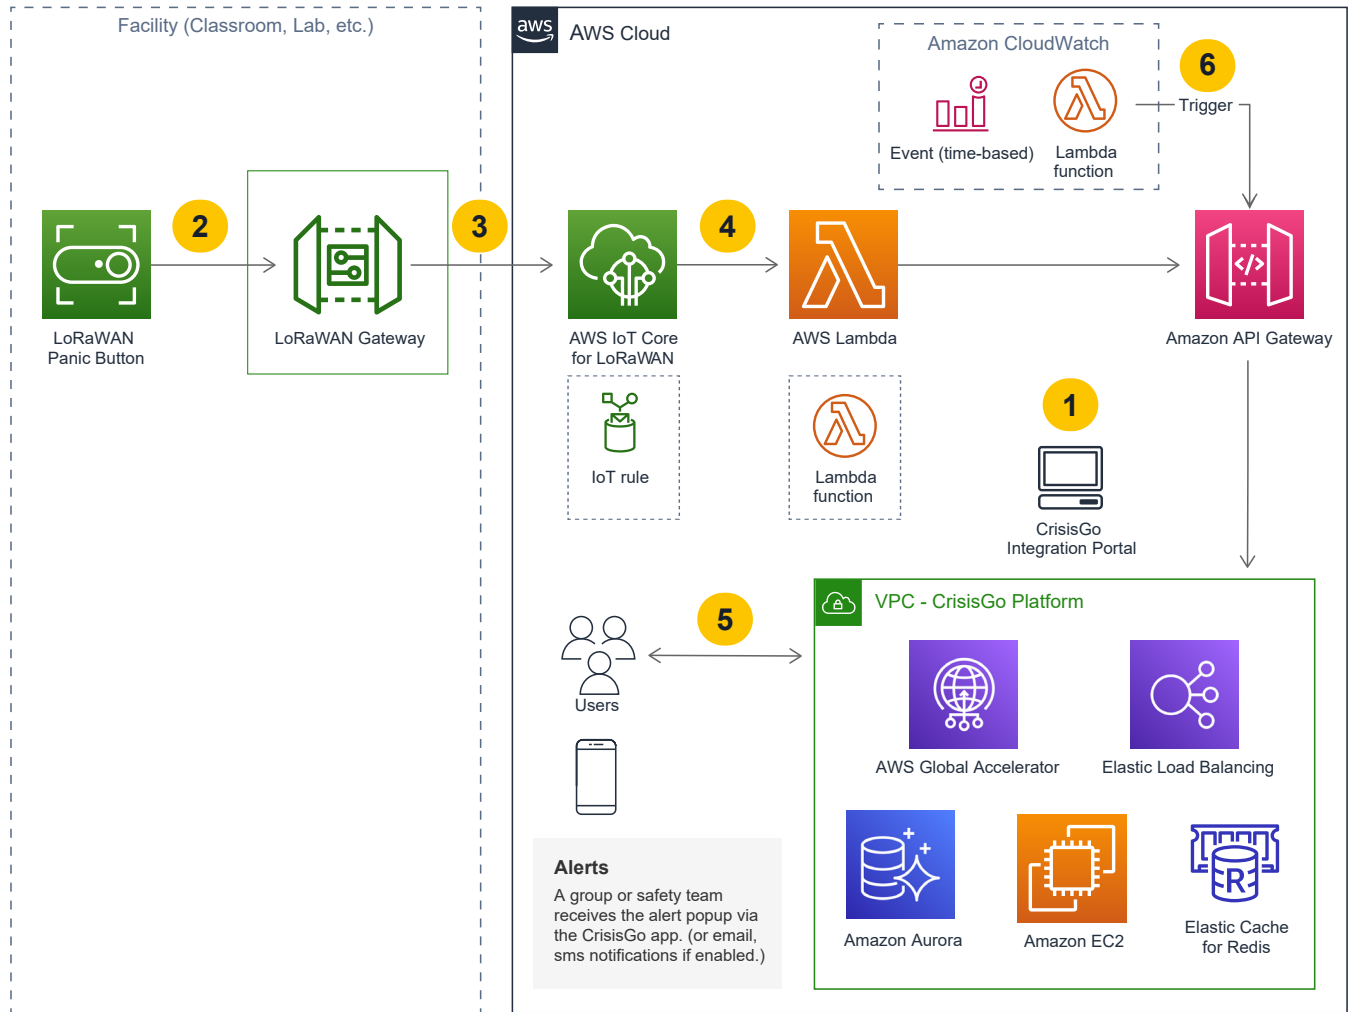 Facility (Classroom, Lab, etc.)
aws
AWS Cloud
Amazon CloudWatch
6
Trigger
Event (time-based)
Lambda
function
2
3
4
LoRaWAN
Panic Button
LoRaWAN Gateway
AWS IoT Core
for LoRaWAN
AWS Lambda
Amazon API Gateway
IoT rule
Lambda
function
1
CrisisGo
Integration Portal
5
Users
VPC - CrisisGo Platform
AWS Global Accelerator
Elastic Load Balancing
Alerts
A group or safety team
receives the alert popup via
the CrisisGo app. (or email,
sms notifications if enabled.)
Amazon Aurora
Amazon EC2
R
Elastic Cache
for Redis